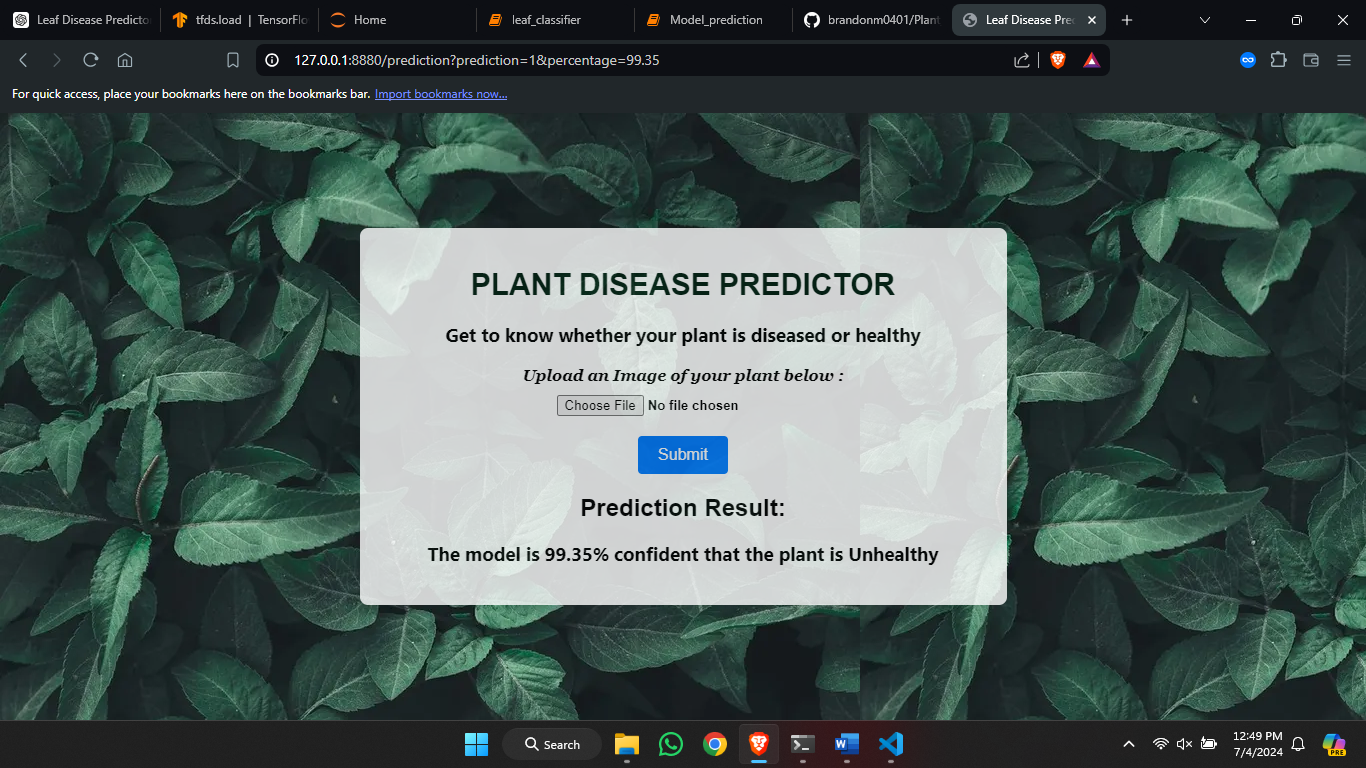 Leaf Disease Predicto
tfds.load | TensorFlo
Home
leaf_classifier
Model_prediction
brandonm0401/Plant
Leaf Disease Pred
127.0.0.1:8880/prediction?prediction=1&percentage=99.35
For quick access, place your bookmarks here on the bookmarks bar. Import bookmarks now...
PLANT DISEASE PREDICTOR
Get to know whether your plant is diseased or healthy
Upload an Image of your plant below :
Choose File No file chosen
Submit
Prediction Result:
The model is 99.35% confident that the plant is Unhealthy
Search
12:49 PM
7/4/2024
PRE